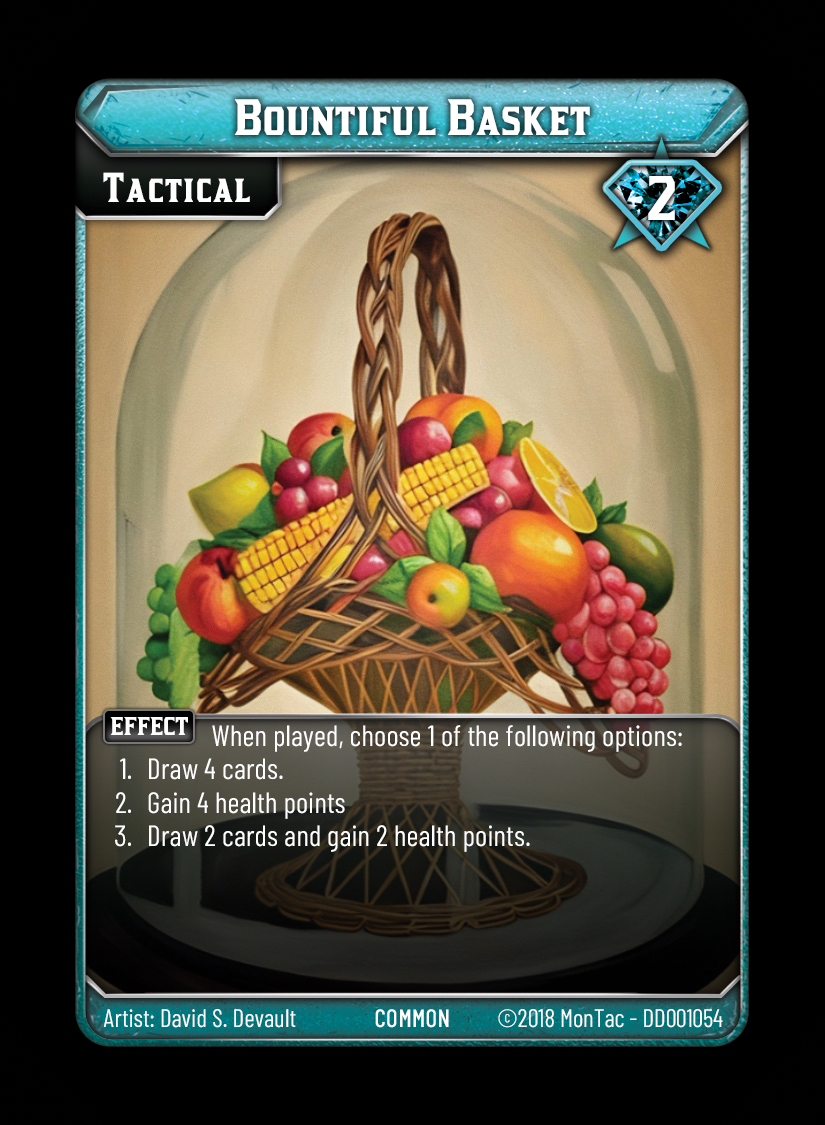 Bountiful Basket
Tactical
2
EFFECT When played, choose 1 of the following options:
1. Draw 4 cards.
2. Gain 4 health points
3. Draw 2 cards and gain 2 health points.
Artist: David S. Devault COMMON ©2018 MonTac - DD001054